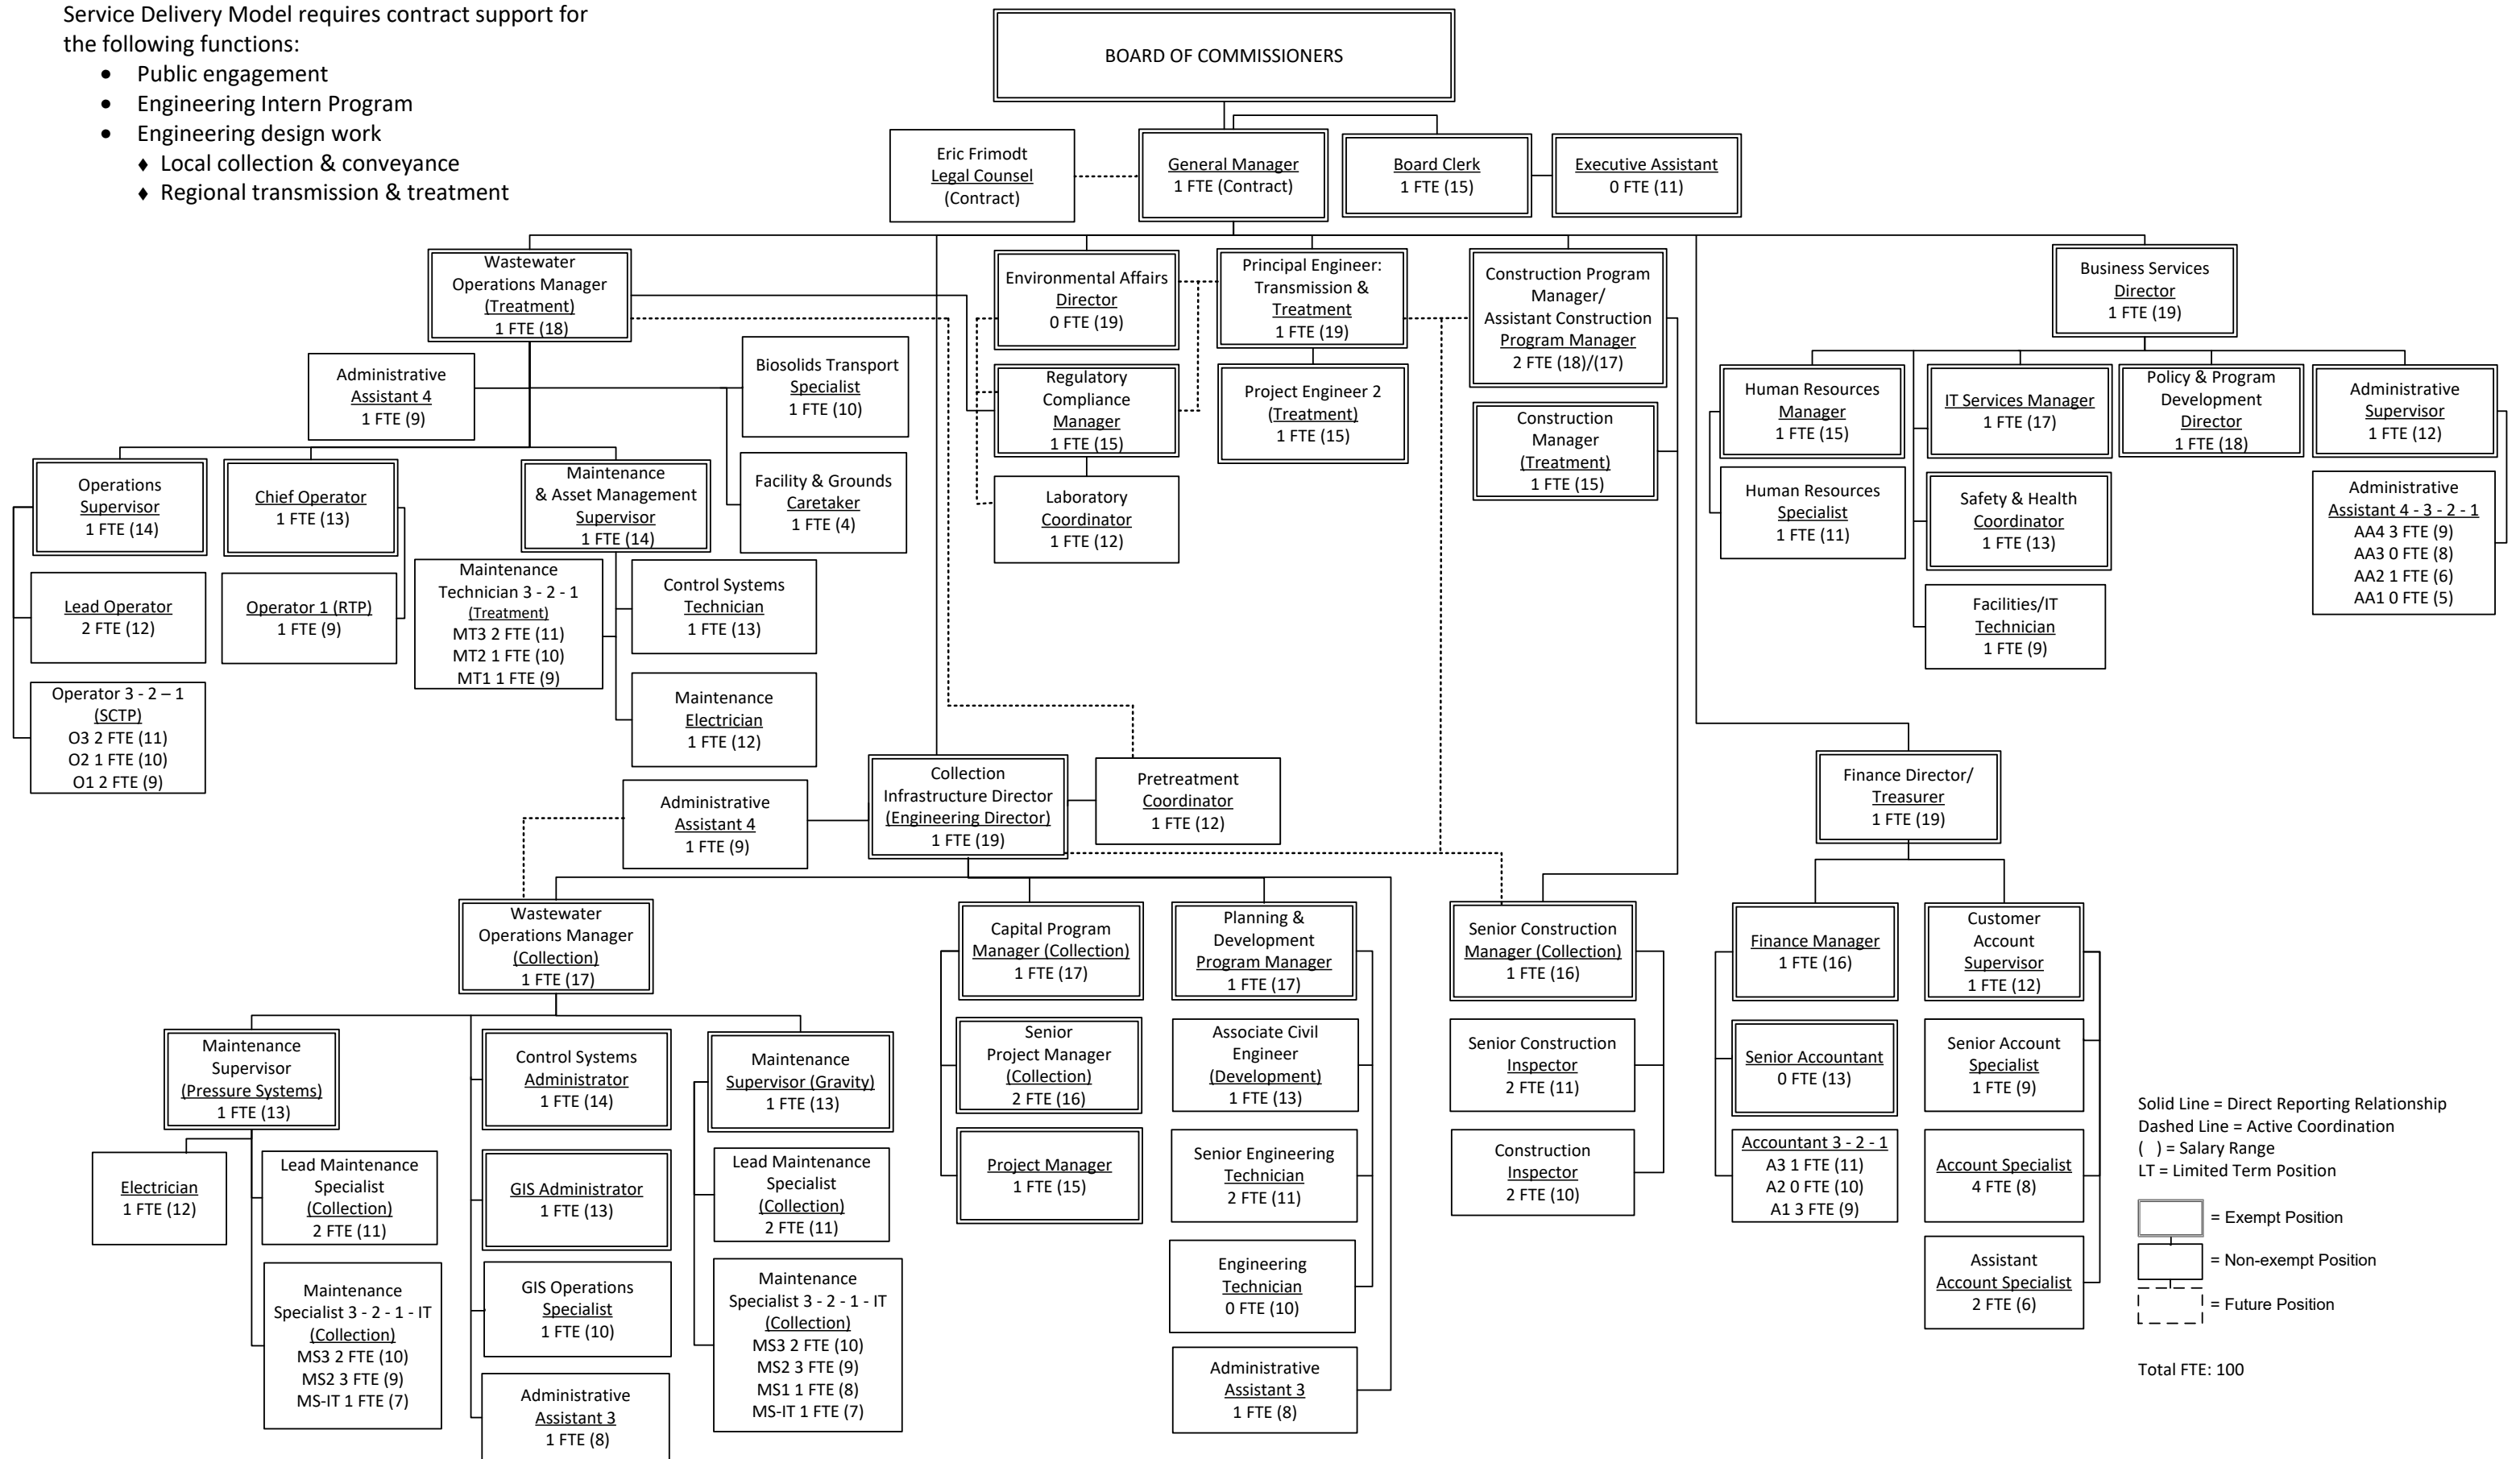 Service Delivery Model requires contract support for
the following functions:
• Public engagement
• Engineering Intern Program
• Engineering design work
♦ Local collection & conveyance
♦ Regional transmission & treatment
BOARD OF COMMISSIONERS
Eric Frimodt
Legal Counsel
(Contract)
General Manager
1 FTE (Contract)
Board Clerk
1 FTE (15)
Executive Assistant
0 FTE (11)
Wastewater
Operations Manager
(Treatment)
1 FTE (18)
Environmental Affairs
Director
0 FTE (19)
Principal Engineer:
Transmission &
Treatment
1 FTE (19)
Construction Program
Manager/
Assistant Construction
Program Manager
2 FTE (18)/(17)
Business Services
Director
1 FTE (19)
Administrative
Assistant 4
1 FTE (9)
Biosolids Transport
Specialist
1 FTE (10)
Regulatory
Compliance
Manager
1 FTE (15)
Project Engineer 2
(Treatment)
1 FTE (15)
Construction
Manager
(Treatment)
1 FTE (15)
Human Resources
Manager
1 FTE (15)
IT Services Manager
1 FTE (17)
Policy & Program
Development
Director
1 FTE (18)
Administrative
Supervisor
1 FTE (12)
Operations
Supervisor
1 FTE (14)
Chief Operator
1 FTE (13)
Maintenance
& Asset Management
Supervisor
1 FTE (14)
Facility & Grounds
Caretaker
1 FTE (4)
Laboratory
Coordinator
1 FTE (12)
Human Resources
Specialist
1 FTE (11)
Safety & Health
Coordinator
1 FTE (13)
Administrative
Assistant 4 - 3 - 2 - 1
AA4 3 FTE (9)
AA3 0 FTE (8)
AA2 1 FTE (6)
AA1 0 FTE (5)
Lead Operator
2 FTE (12)
Operator 1 (RTP)
1 FTE (9)
Maintenance
Technician 3 - 2 - 1
(Treatment)
MT3 2 FTE (11)
MT2 1 FTE (10)
MT1 1 FTE (9)
Control Systems
Technician
1 FTE (13)
Facilities/IT
Technician
1 FTE (9)
Operator 3 - 2 – 1
(SCTP)
O3 2 FTE (11)
O2 1 FTE (10)
O1 2 FTE (9)
Maintenance
Electrician
1 FTE (12)
Administrative
Assistant 4
1 FTE (9)
Collection
Infrastructure Director
(Engineering Director)
1 FTE (19)
Pretreatment
Coordinator
1 FTE (12)
Finance Director/
Treasurer
1 FTE (19)
Wastewater
Operations Manager
(Collection)
1 FTE (17)
Capital Program
Manager (Collection)
1 FTE (17)
Planning &
Development
Program Manager
1 FTE (17)
Senior Construction
Manager (Collection)
1 FTE (16)
Finance Manager
1 FTE (16)
Customer
Account
Supervisor
1 FTE (12)
Maintenance
Supervisor
(Pressure Systems)
1 FTE (13)
Control Systems
Administrator
1 FTE (14)
Maintenance
Supervisor (Gravity)
1 FTE (13)
Senior
Project Manager
(Collection)
2 FTE (16)
Associate Civil
Engineer
(Development)
1 FTE (13)
Senior Construction
Inspector
2 FTE (11)
Senior Accountant
0 FTE (13)
Senior Account
Specialist
1 FTE (9)
Electrician
1 FTE (12)
Lead Maintenance
Specialist
(Collection)
2 FTE (11)
GIS Administrator
1 FTE (13)
Lead Maintenance
Specialist
(Collection)
2 FTE (11)
Project Manager
1 FTE (15)
Senior Engineering
Technician
2 FTE (11)
Construction
Inspector
2 FTE (10)
Accountant 3 - 2 - 1
A3 1 FTE (11)
A2 0 FTE (10)
A1 3 FTE (9)
Account Specialist
4 FTE (8)
Maintenance
Specialist 3 - 2 - 1 - IT
(Collection)
MS3 2 FTE (10)
MS2 3 FTE (9)
MS-IT 1 FTE (7)
GIS Operations
Specialist
1 FTE (10)
Maintenance
Specialist 3 - 2 - 1 - IT
(Collection)
MS3 2 FTE (10)
MS2 3 FTE (9)
MS1 1 FTE (8)
MS-IT 1 FTE (7)
Engineering
Technician
0 FTE (10)
Assistant
Account Specialist
2 FTE (6)
Administrative
Assistant 3
1 FTE (8)
Administrative
Assistant 3
1 FTE (8)
Solid Line = Direct Reporting Relationship
Dashed Line = Active Coordination
( ) = Salary Range
LT = Limited Term Position
= Exempt Position
= Non-exempt Position
= Future Position
Total FTE: 100